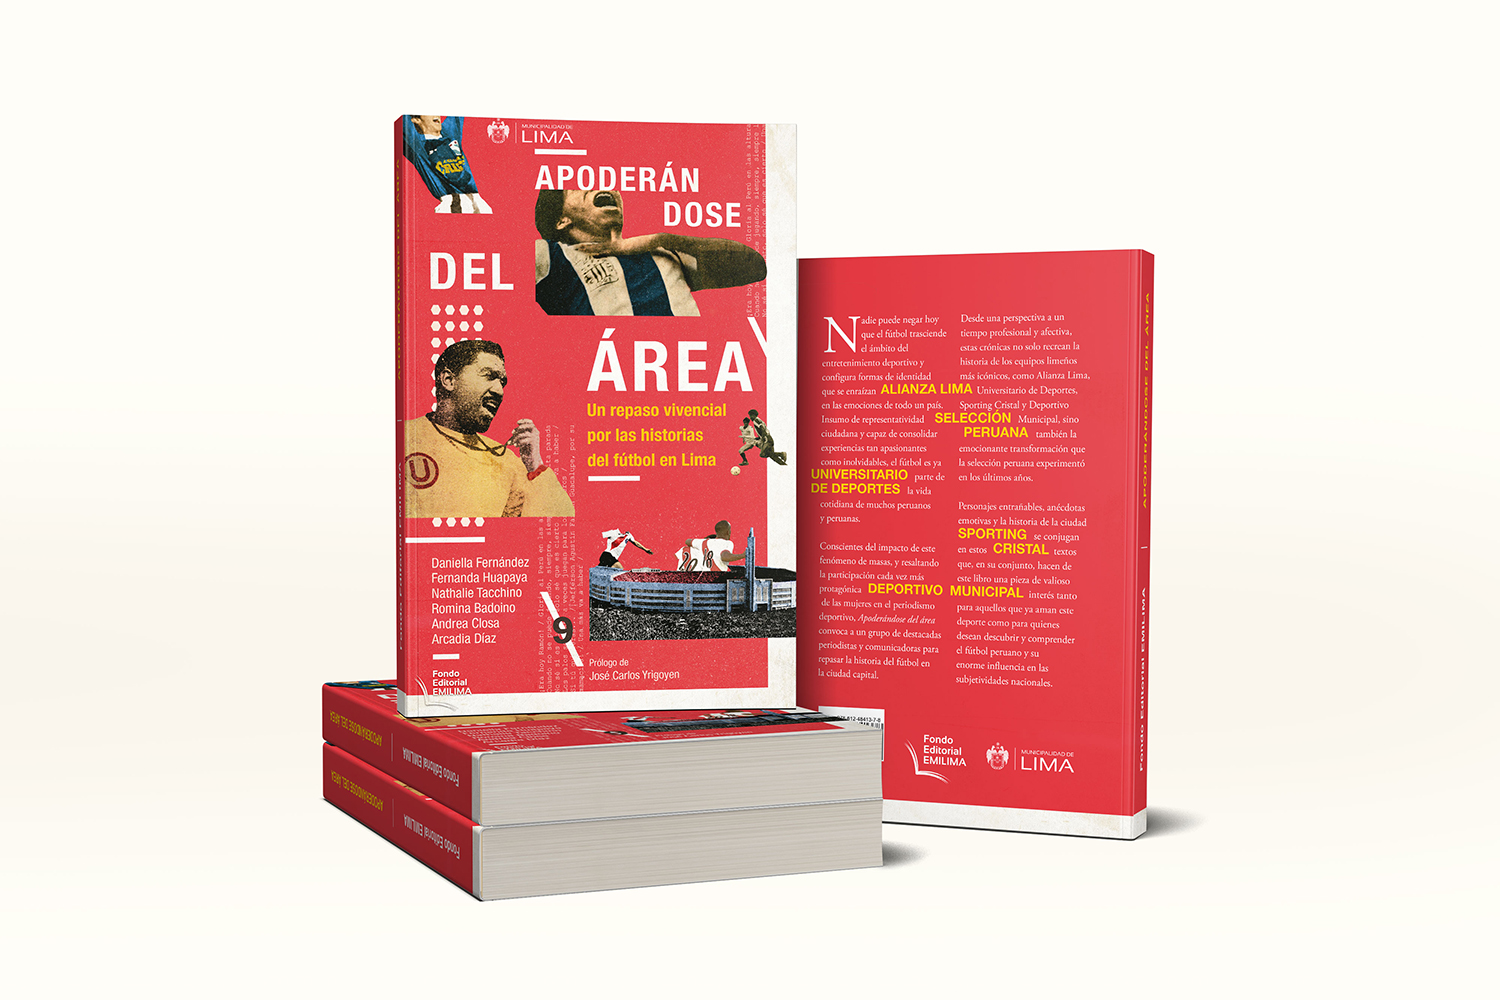 MUNICIPALIDAD DE
LIMA
APODERÁN
DOSE
DEL
ÁREA
Un repaso vivencial
por las historias
del fútbol en Lima
Daniella Fernández
Fernanda Huapaya
Nathalie Tacchino
Romina Badoino
Andrea Closa
Arcadia Díaz
9
Prólogo de
José Carlos Yrigoyen
Fondo
Editorial
EMILIMA
Nadie puede negar hoy
que el fútbol trasciende
el ámbito del
entretenimiento deportivo y
configura formas de identidad
que se enraízan ALIANZA LIMA
en las emociones de todo un país.
Insumo de representatividad
ciudadana y capaz de consolidar
experiencias tan apasionantes
como inolvidables, el fútbol es ya
UNIVERSITARIO parte de
DE DEPORTES la vida
cotidiana de muchos peruanos
y peruanas.
Conscientes del impacto de este
fenómeno de masas, y resaltando
la participación cada vez más
protagónica DEPORTIVO MUNICIPAL
de las mujeres en el periodismo
deportivo, Apoderándose del área
convoca a un grupo de destacadas
periodistas y comunicadoras para
repasar la historia del fútbol en
la ciudad capital.
Desde una perspectiva a un
tiempo profesional y afectiva,
estas crónicas no solo recrean la
historia de los equipos limeños
más icónicos, como Alianza Lima,
Universitario de Deportes,
Sporting Cristal y Deportivo
SELECCIÓN Municipal, sino
PERUANA también la
emocionante transformación que
la selección peruana experimentó
en los últimos años.
Personajes entrañables, anécdotas
emotivas y la historia de la ciudad
SPORTING se conjugan
en estos CRISTAL textos
que, en su conjunto, hacen de
este libro una pieza de valioso
interés tanto
para aquellos que ya aman este
deporte como para quienes
desean descubrir y comprender
el fútbol peruano y su
enorme influencia en las
subjetividades nacionales.
Fondo
Editorial
EMILIMA
MUNICIPALIDAD DE
LIMA
APODERÁNDOSE DEL ÁREA
Fondo Editorial EMILIMA
APODERÁNDOSE DEL ÁREA
Fondo Editorial EMILIMA
APODERÁNDOSE DEL ÁREA
Fondo Editorial EMILIMA